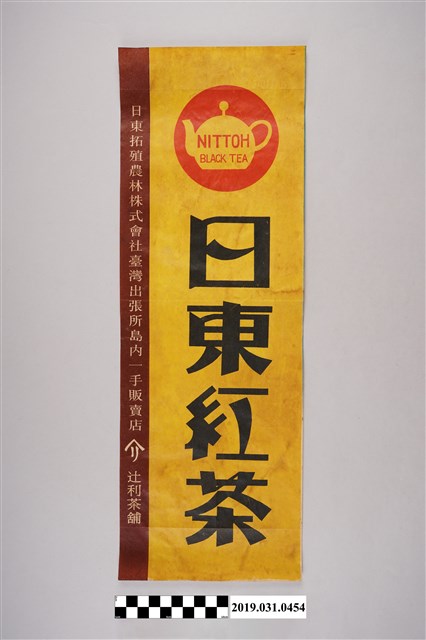 NITTOH
BLACK TEA
日東紅茶
日東拓殖農林株式會社臺灣出張所島内一手販賣店
辻利茶舖
2019.031.0454